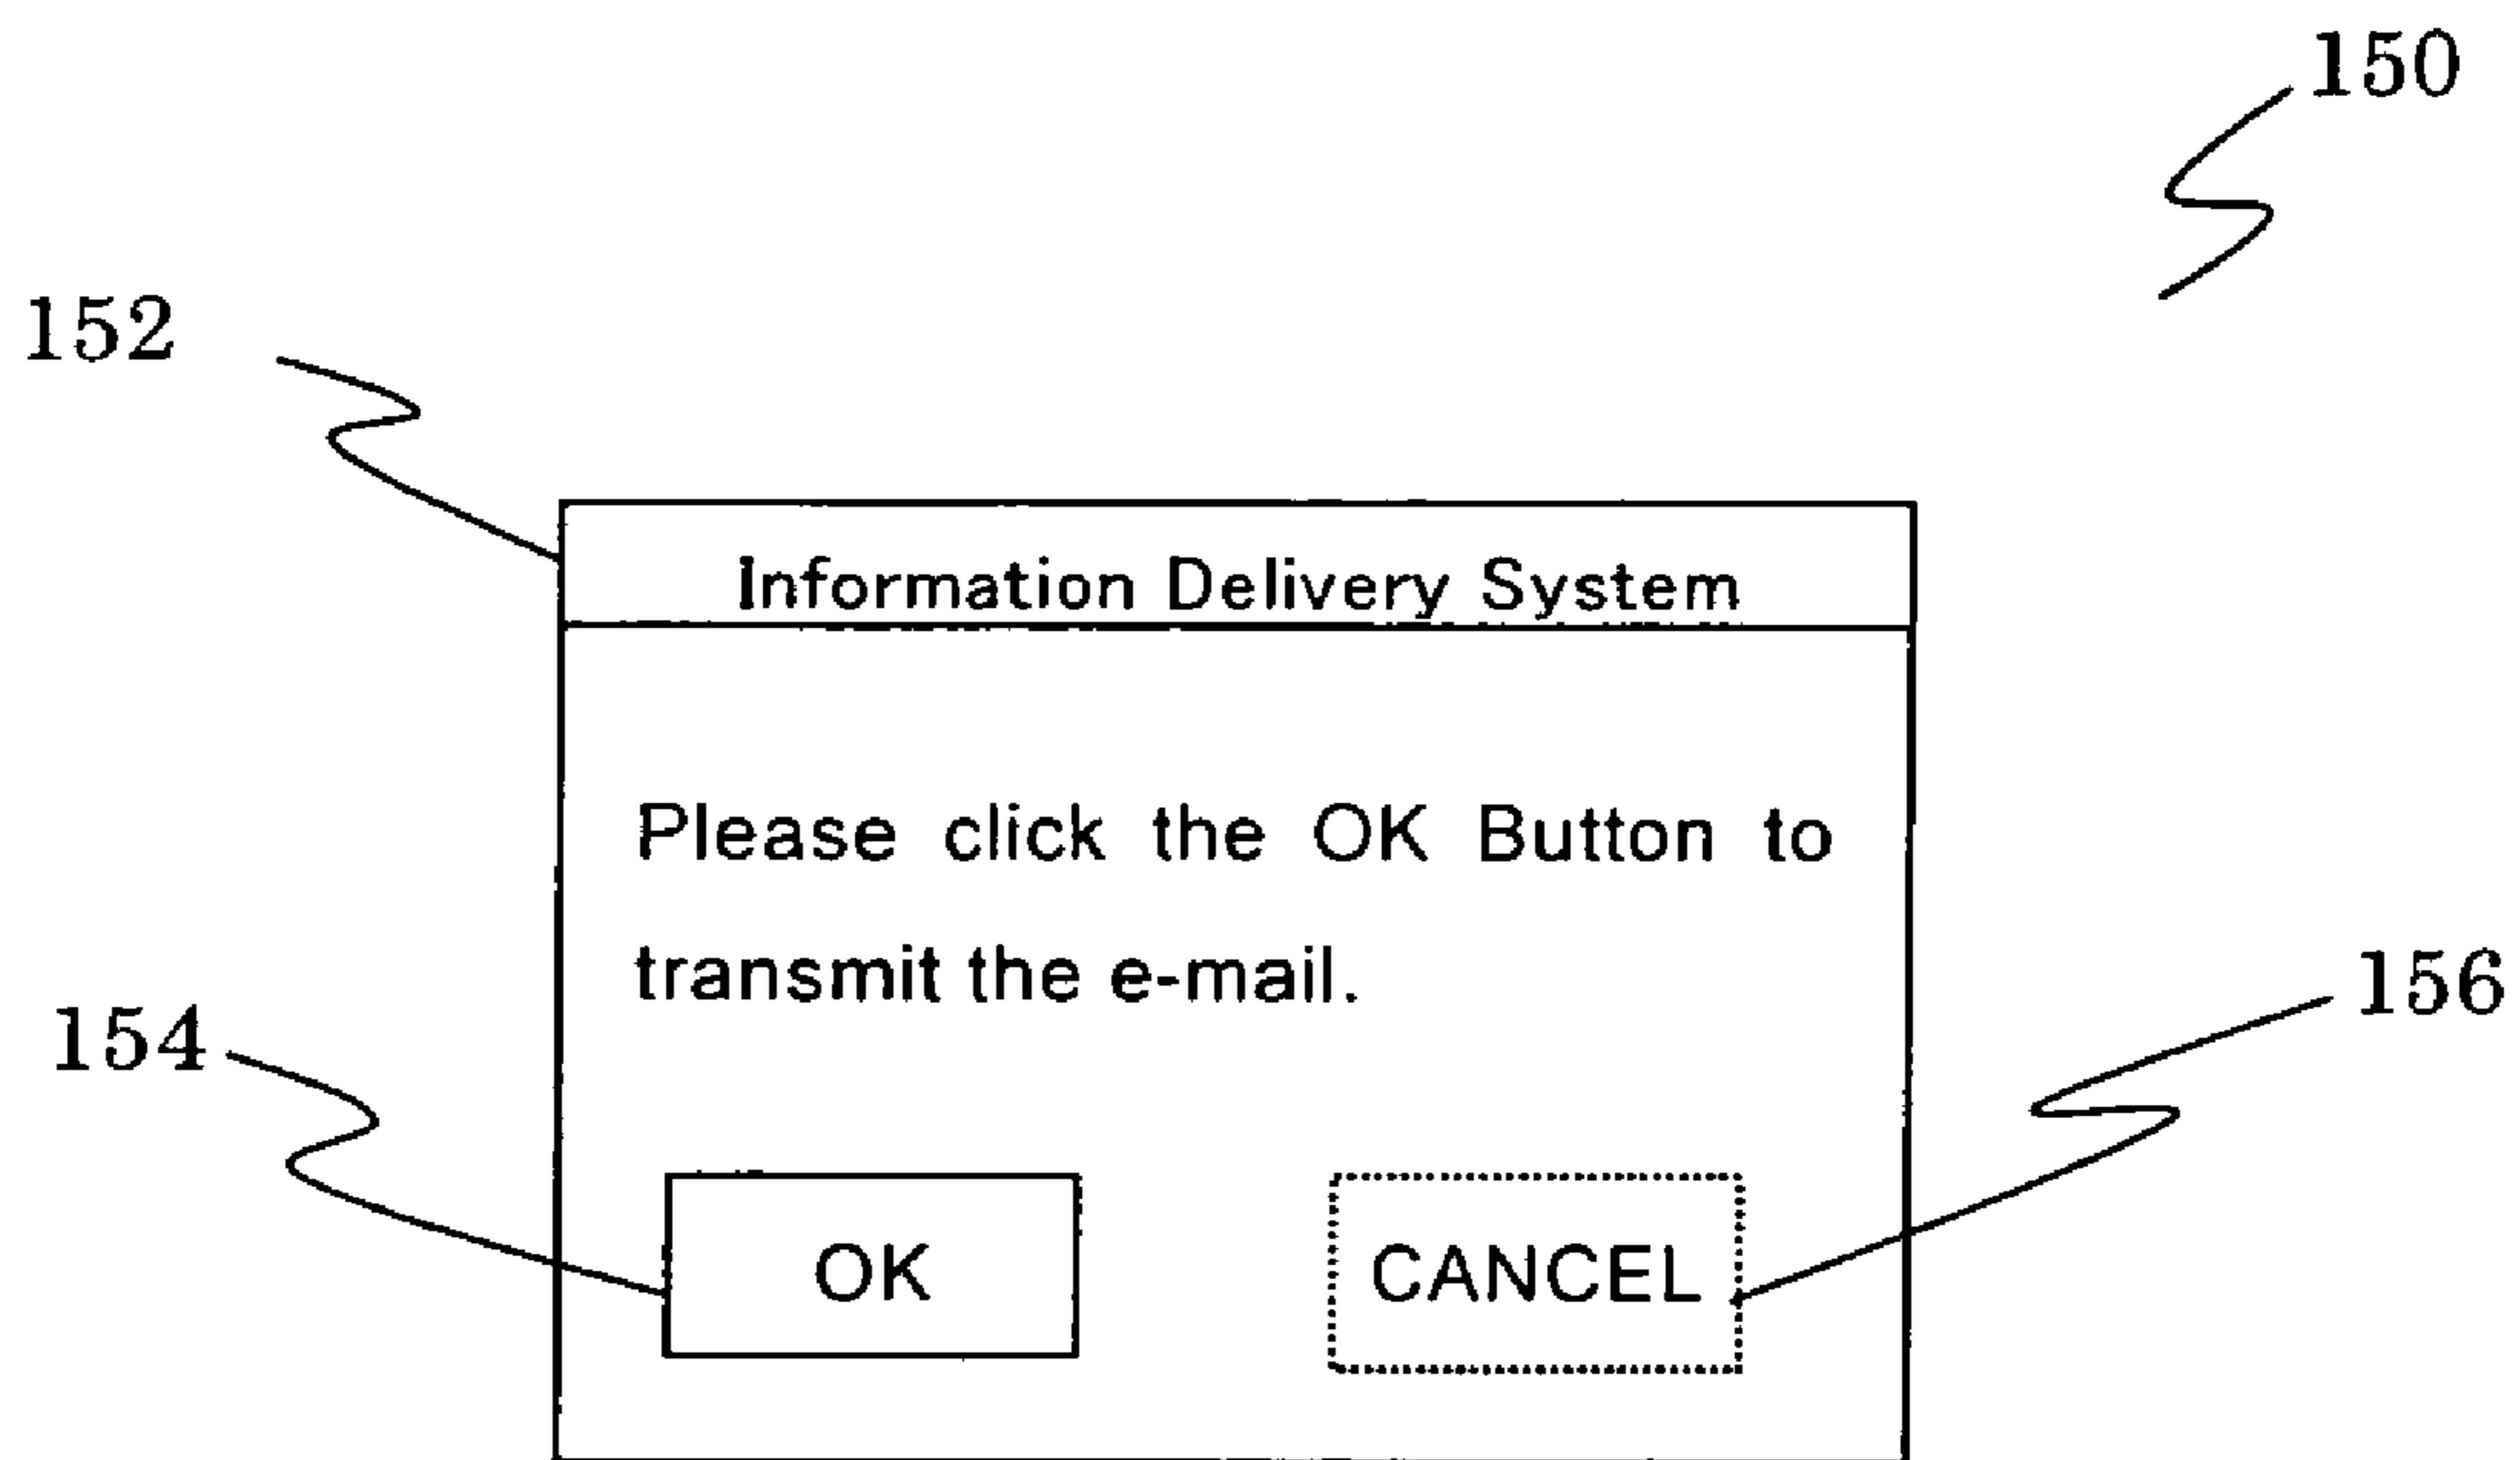 150
152
Information Delivery System
Please click the OK Button to
transmit the e-mail.
154
156
OK
CANCEL